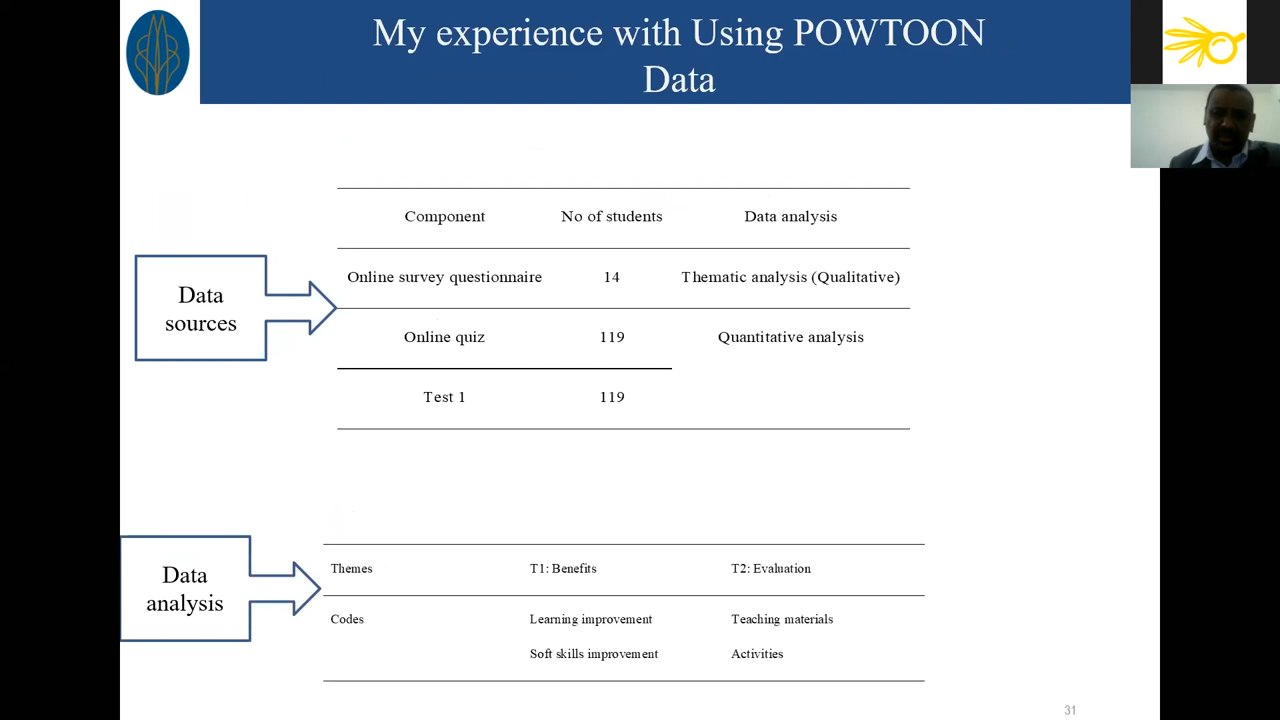 My experience with Using POWTOON
Data
Component No of students Data analysis
Data
sources
Online survey questionnaire 14 Thematic analysis (Qualitative)
Online quiz 119 Quantitative analysis
Test 1 119
Data
analysis
Themes T1: Benefits T2: Evaluation
Codes Learning improvement Teaching materials
Soft skills improvement Activities
31